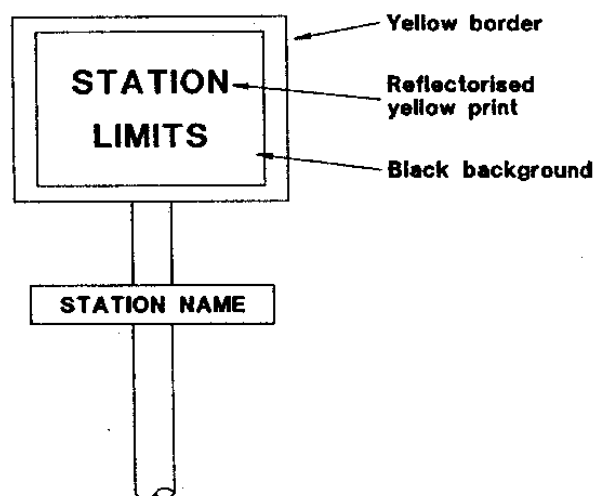 Yellow border
STATION
LIMITS
Reflectorised
yellow print
Black background
STATION NAME